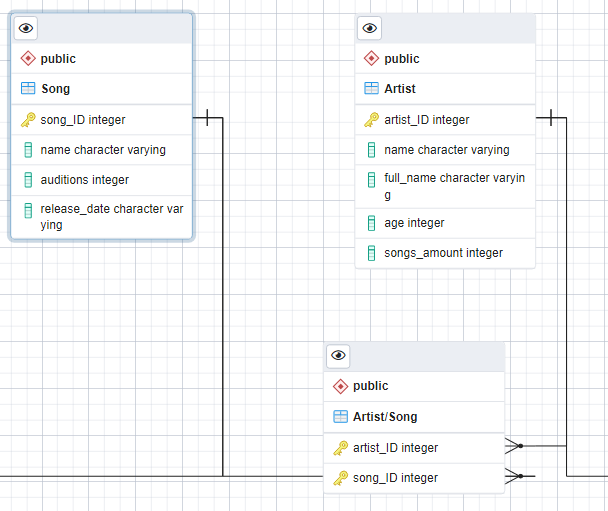 public
Song
song_ID integer
name character varying
auditions integer
release_date character var
ying
public
Artist
artist_ID integer
name character varying
full_name character varyin
g
age integer
songs_amount integer
public
Artist/Song
artist_ID integer
song_ID integer